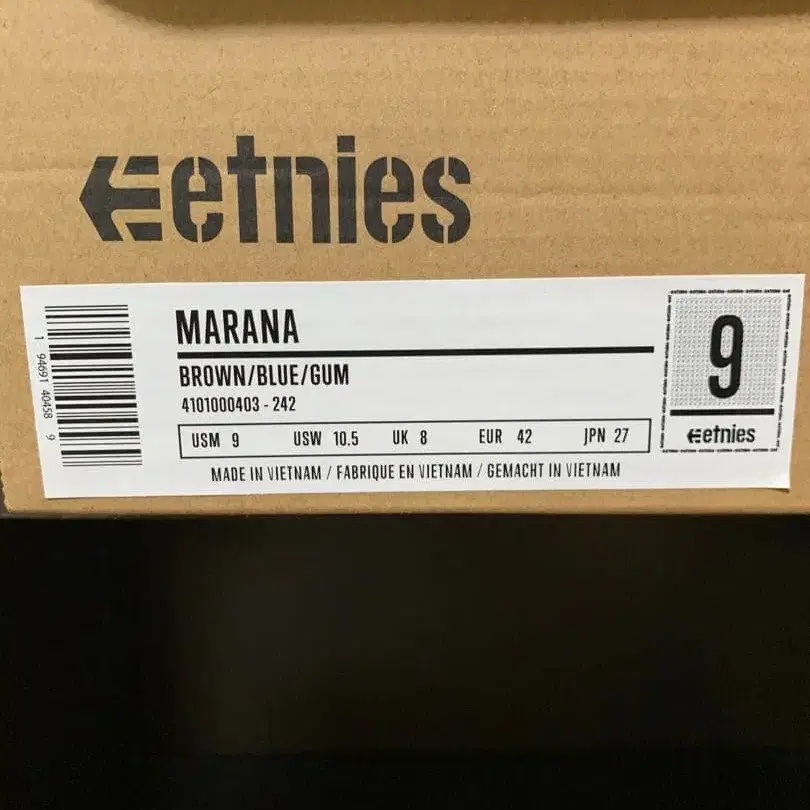 etnies
1 94691 40458 9
MARANA
BROWN/BLUE/GUM
4101000403 - 242
USM 9 USW 10.5 UK 8 EUR 42 JPN 27
MADE IN VIETNAM / FABRIQUE EN VIETNAM / GEMACHT IN VIETNAM
9
etnies